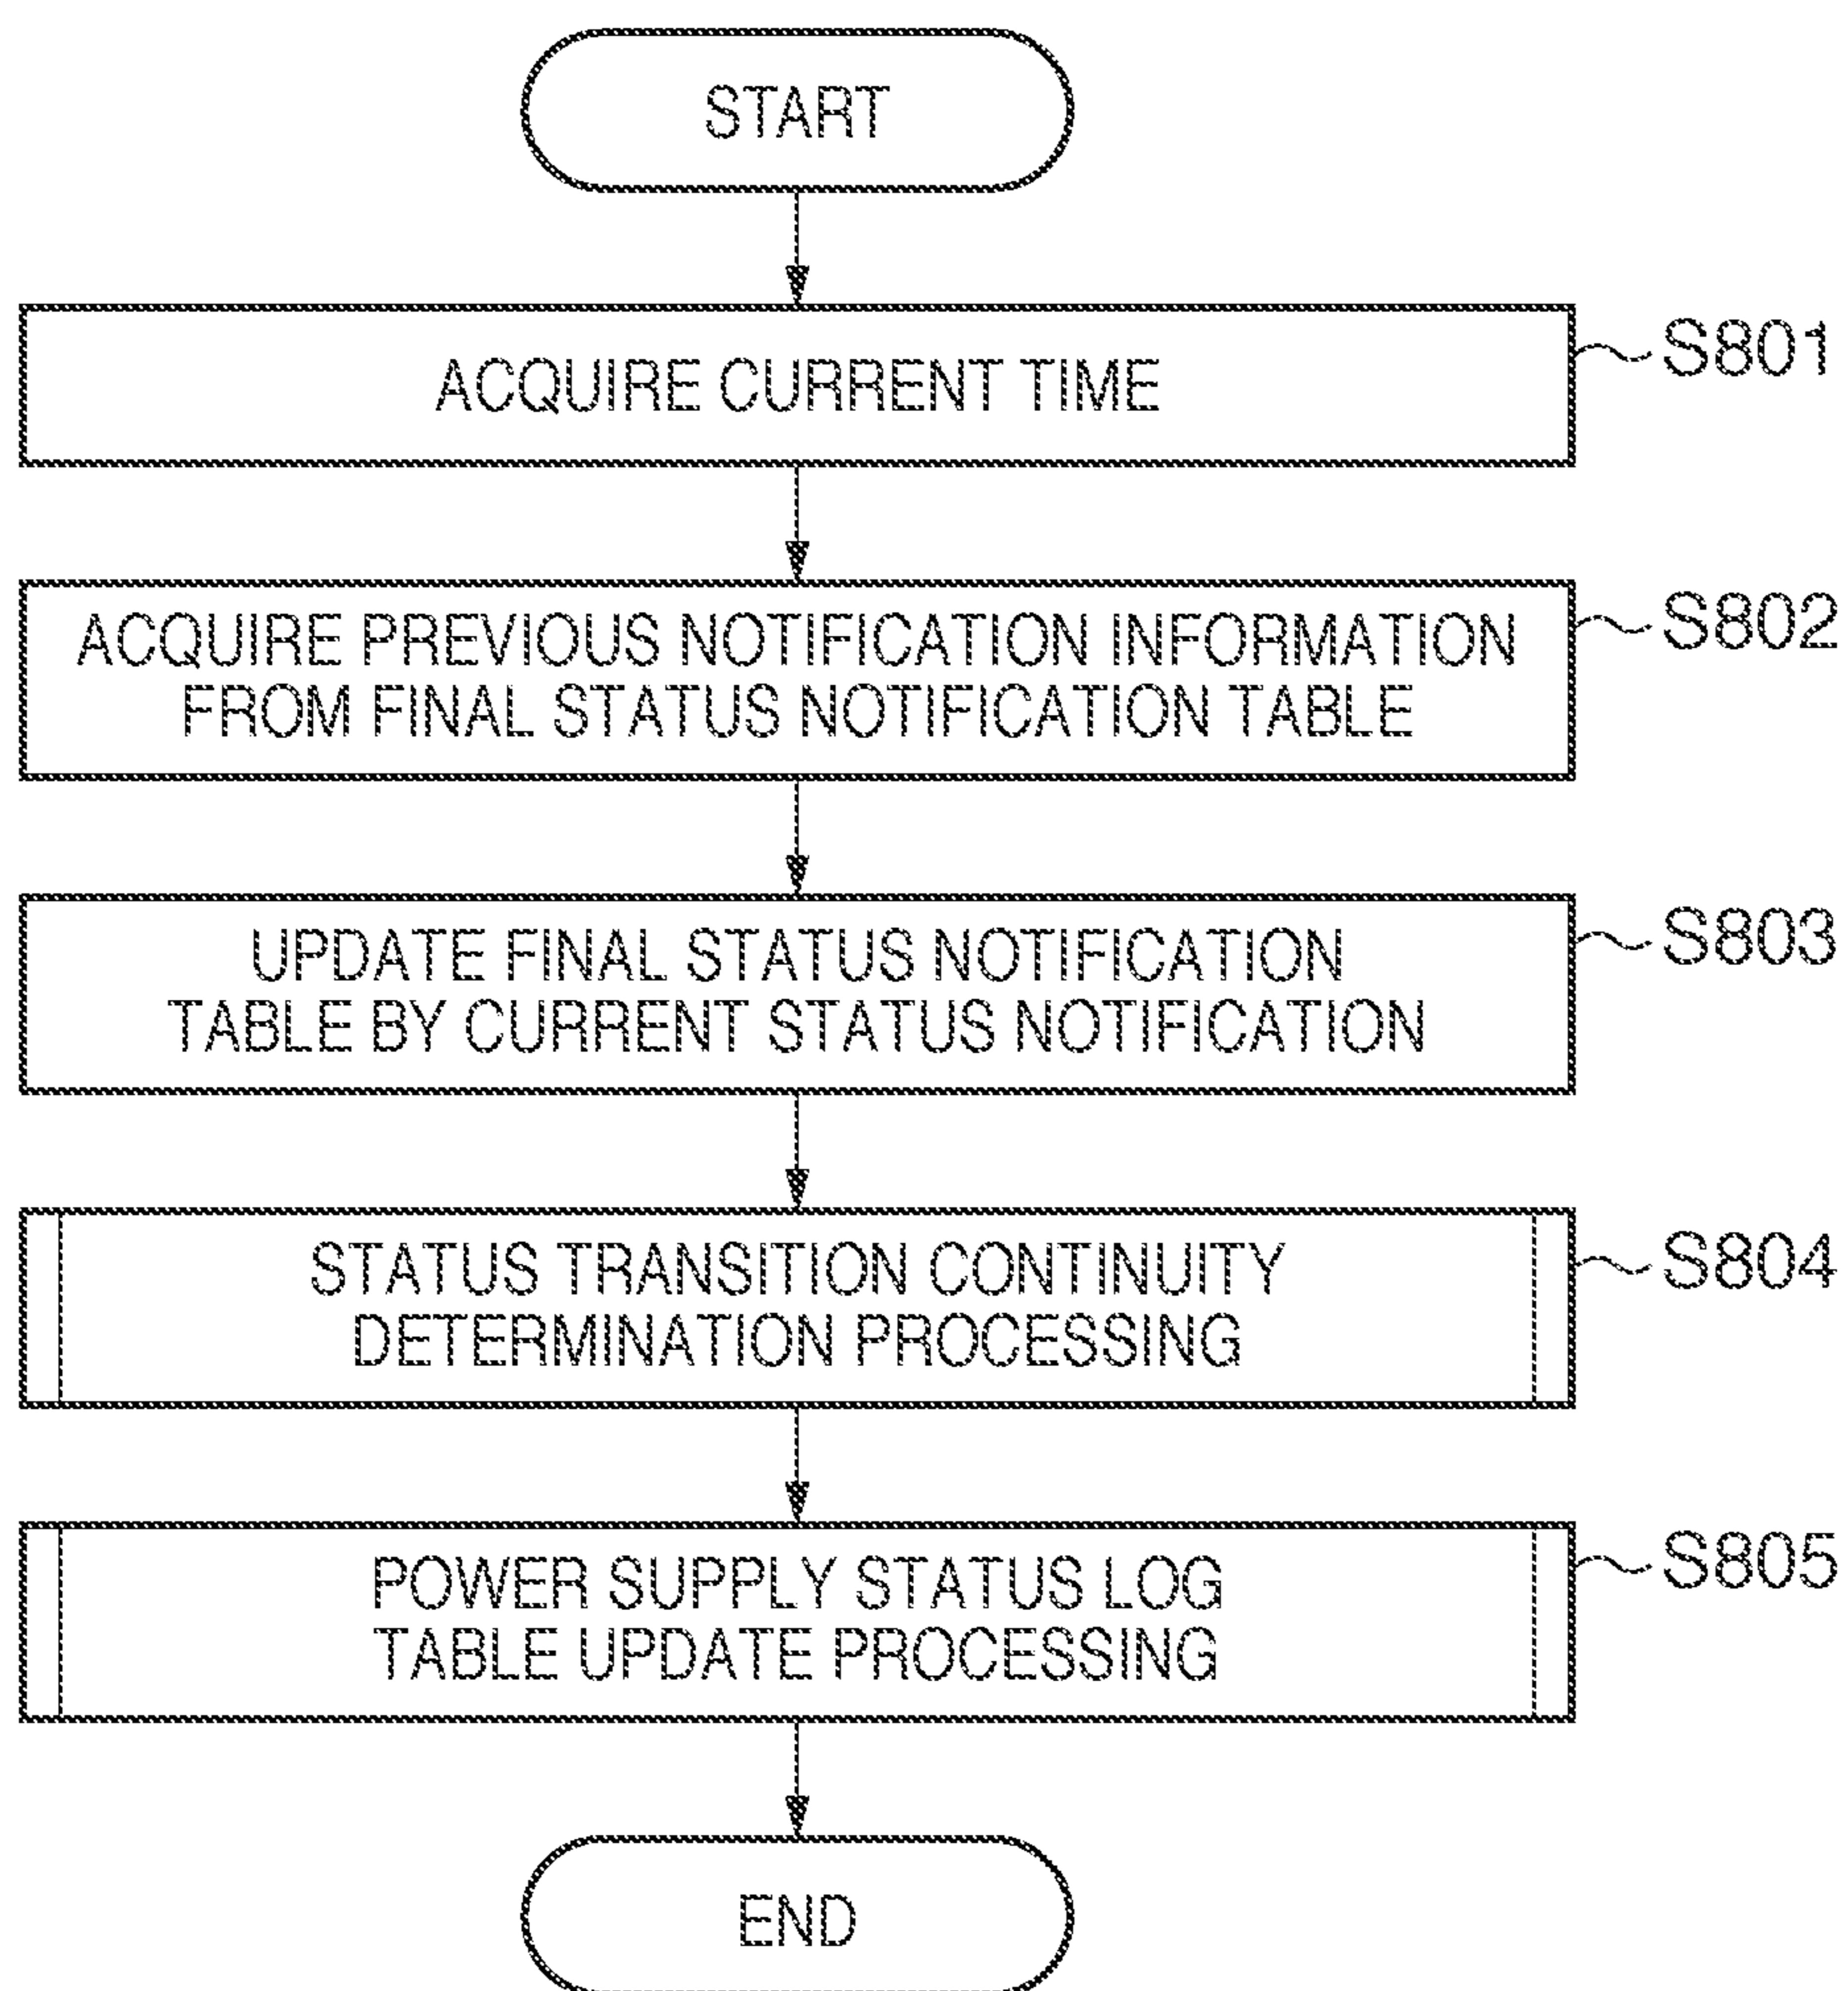 START
ACQUIRE CURRENT TIME
S801
ACQUIRE PREVIOUS NOTIFICATION INFORMATION
FROM FINAL STATUS NOTIFICATION TABLE
S802
UPDATE FINAL STATUS NOTIFICATION
TABLE BY CURRENT STATUS NOTIFICATION
S803
STATUS TRANSITION CONTINUITY
DETERMINATION PROCESSING
S804
POWER SUPPLY STATUS LOG
TABLE UPDATE PROCESSING
S805
END